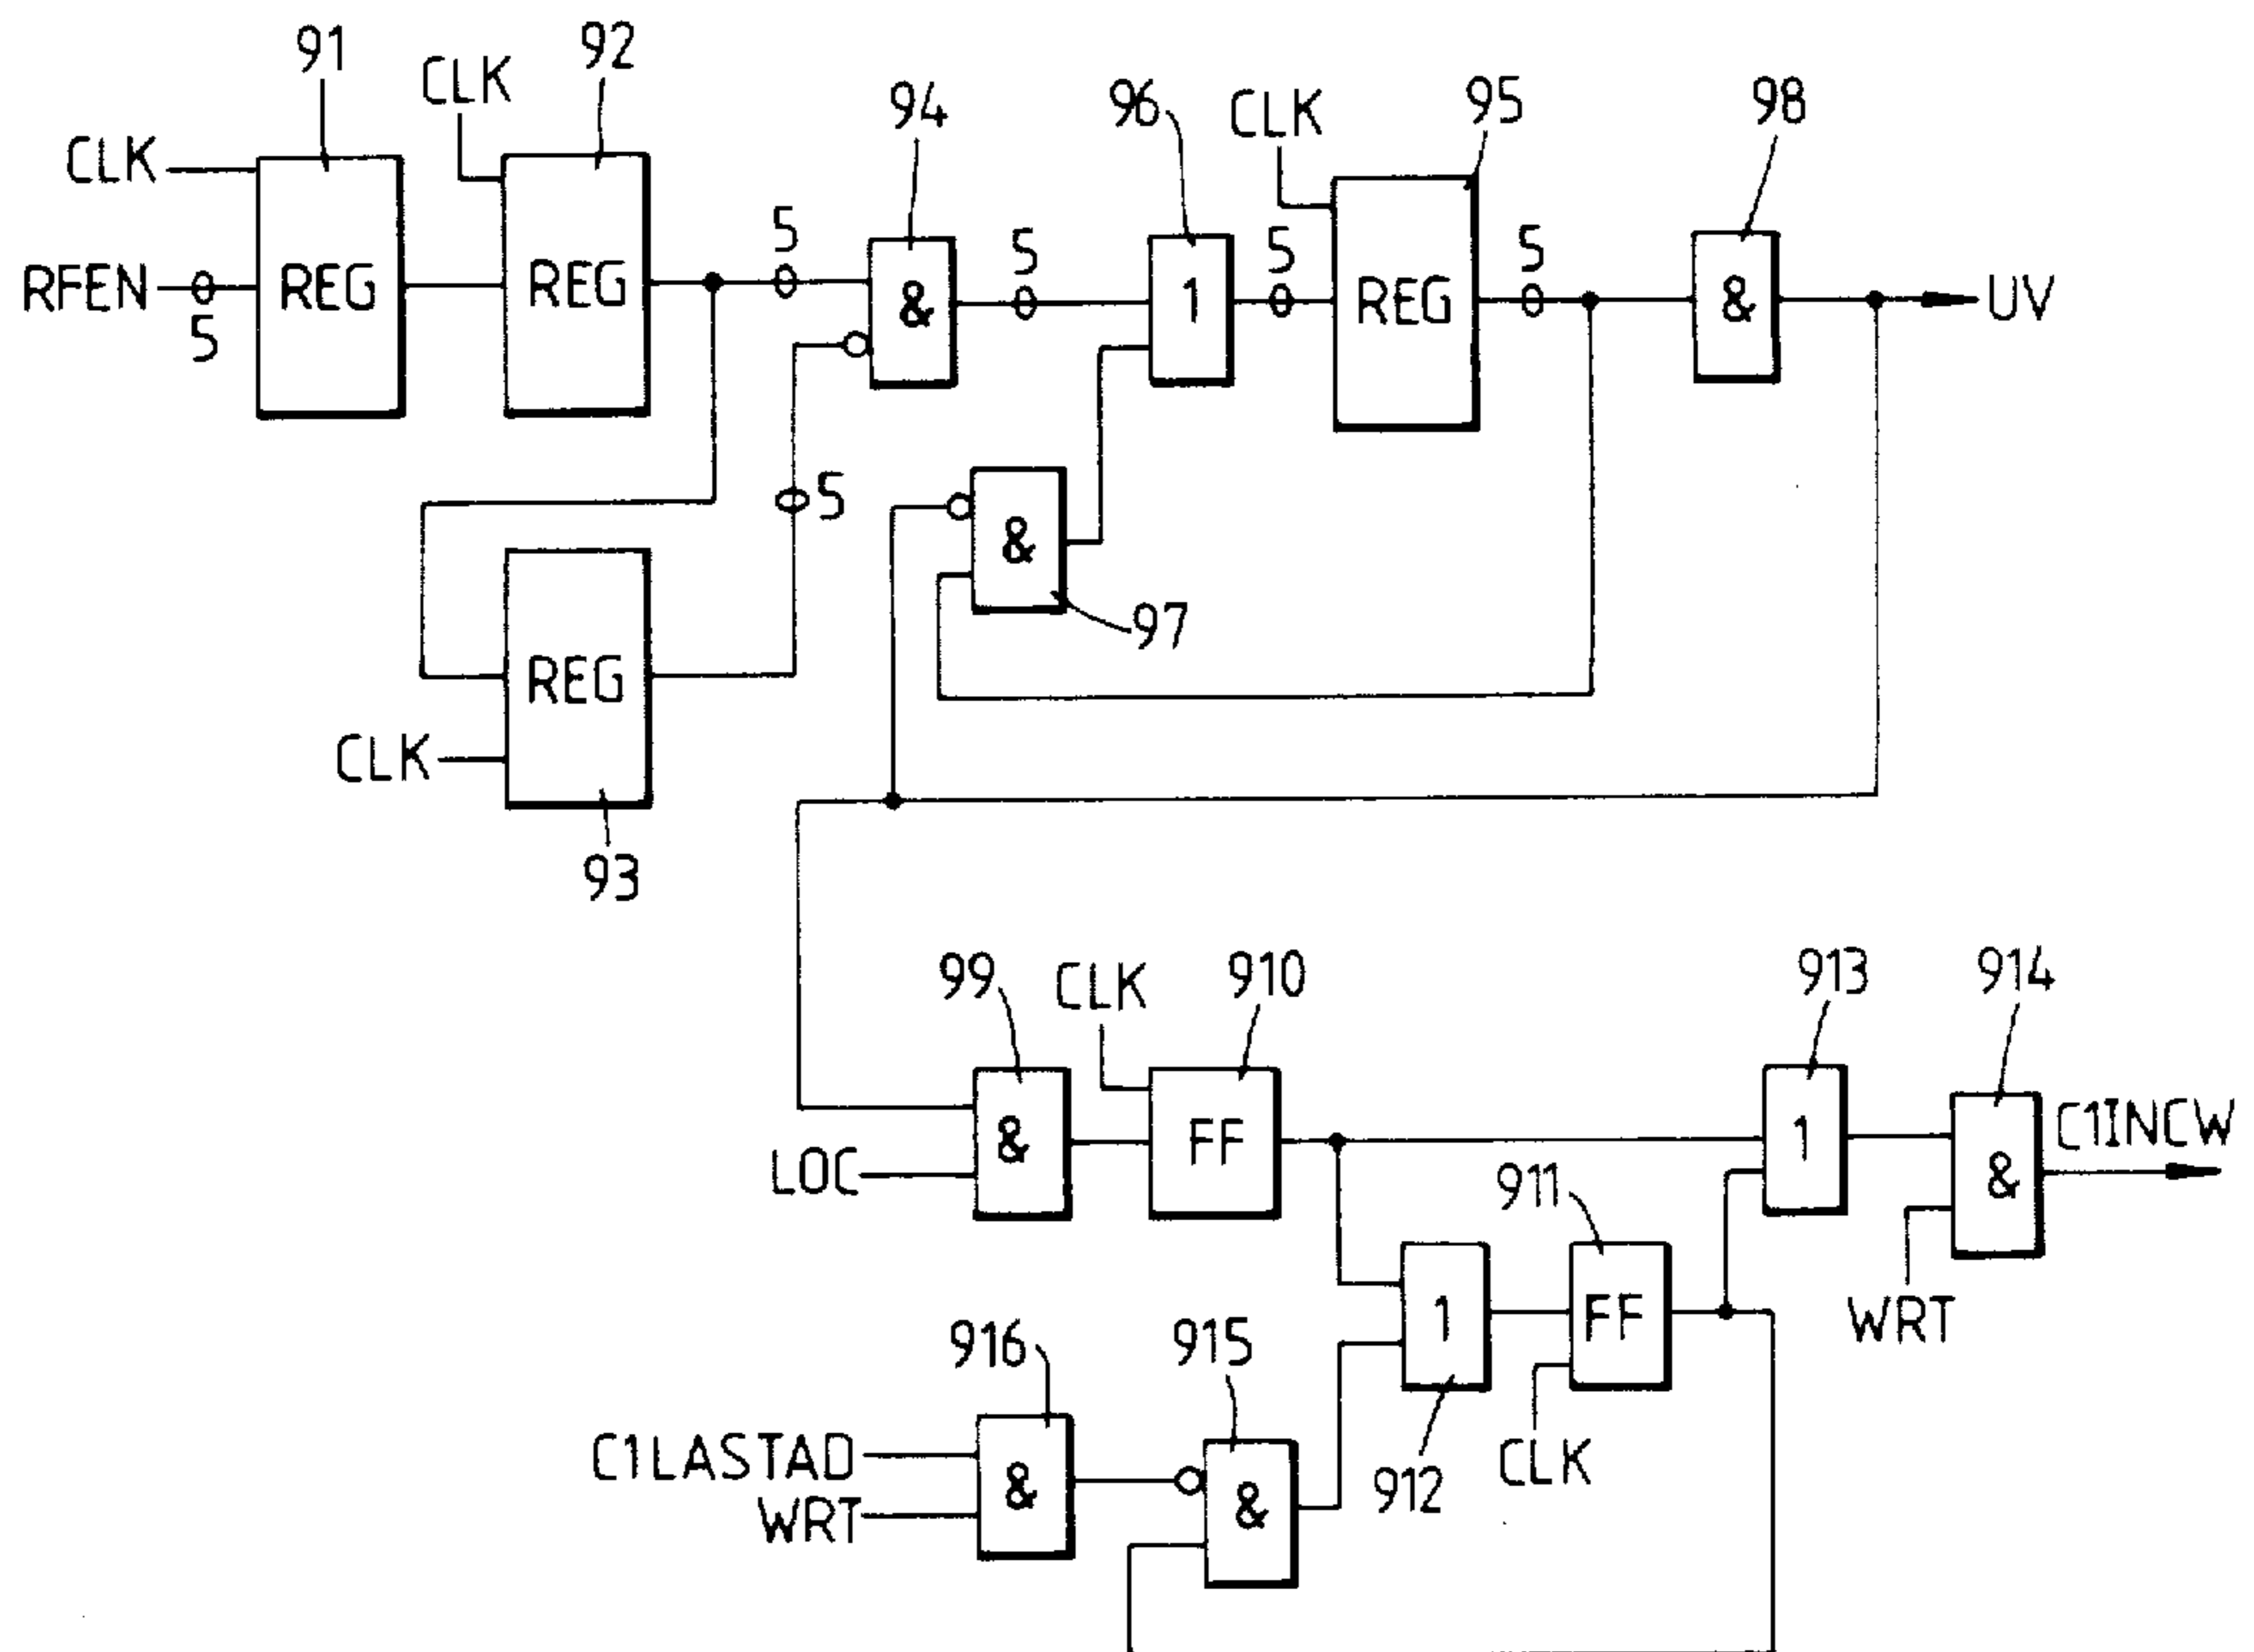 91
92
CLK
CLK
94
96
CLK
95
98
RFEN
5
REG
REG
5
&
5
1
5
REG
5
&
UV
5
&
97
REG
CLK
93
99
CLK
910
913
914
&
FF
1
&
C1INCW
LOC
911
WRT
916
915
1
FF
C1LASTAD
WRT
&
&
912
CLK